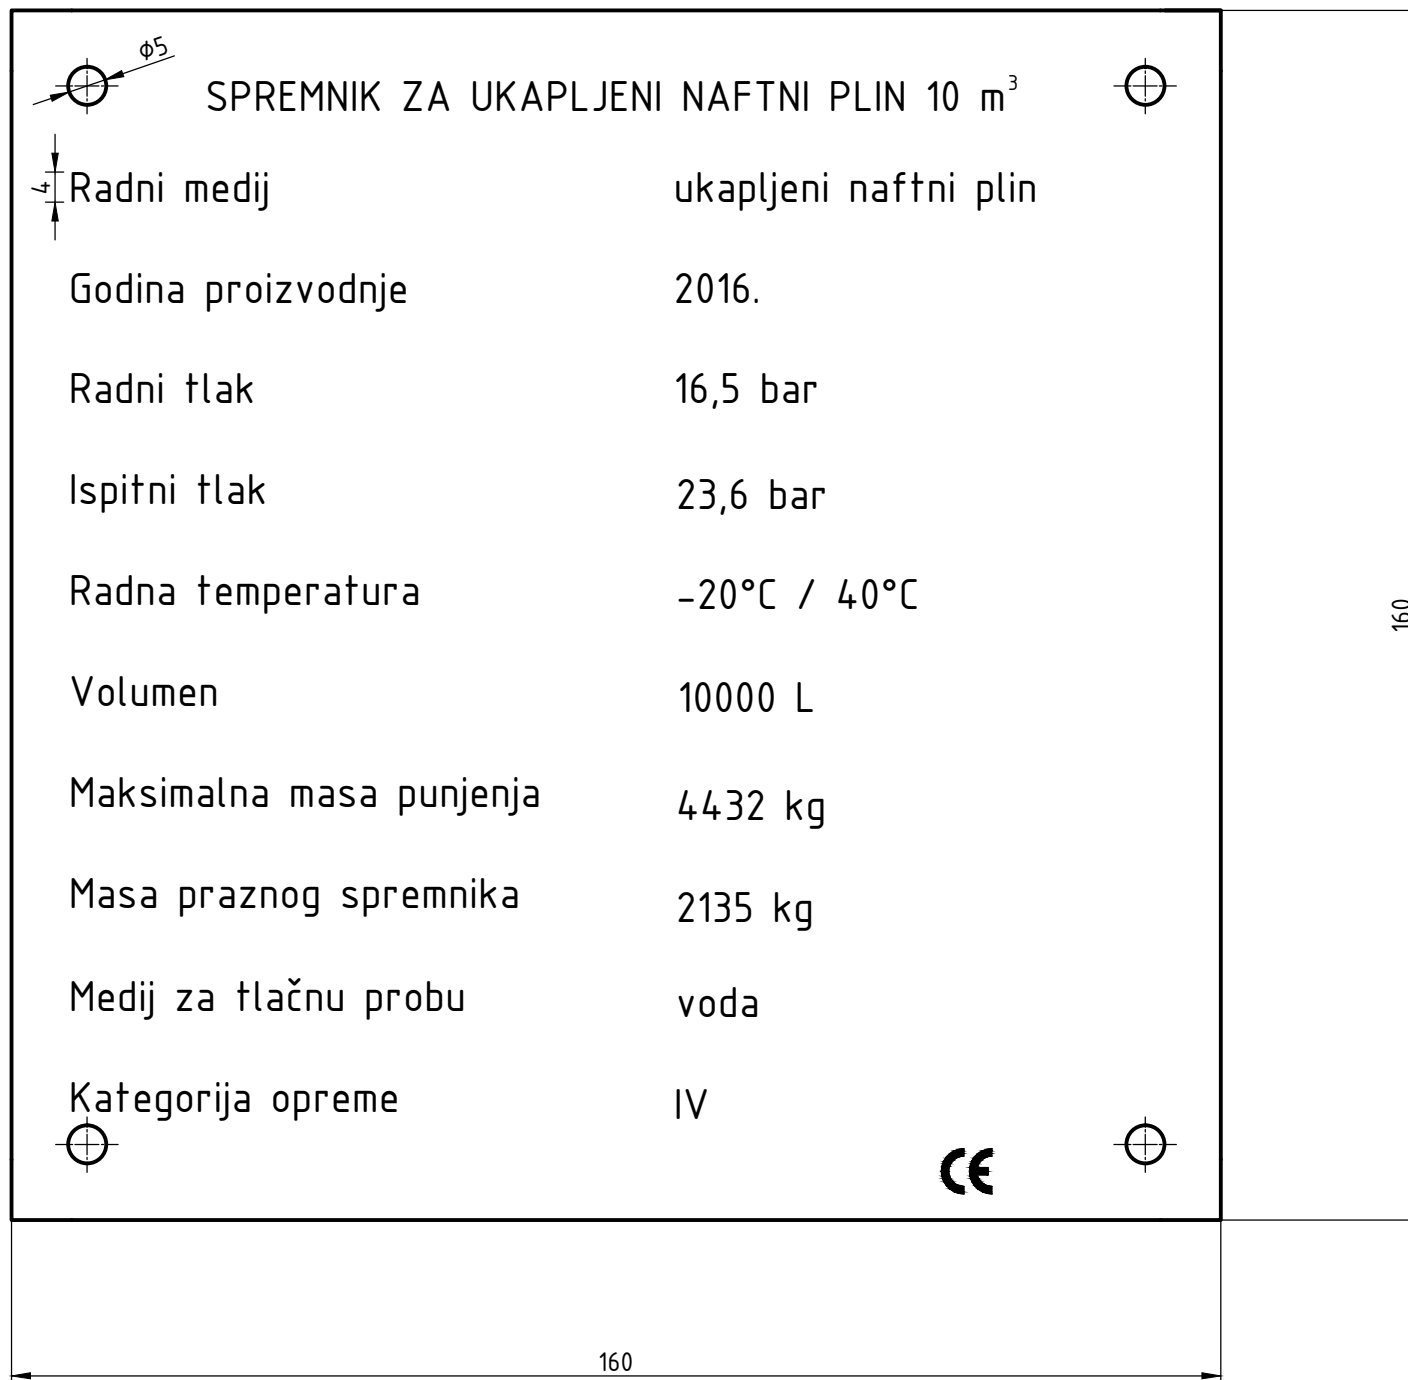 ⌀5
SPREMNIK ZA UKAPLJENI NAFTNI PLIN 10 m³
4
Radni medij ukapljeni naftni plin
Godina proizvodnje 2016.
Radni tlak 16,5 bar
Ispitni tlak 23,6 bar
Radna temperatura -20°C / 40°C
160
Volumen 10000 L
Maksimalna masa punjenja 4432 kg
Masa praznog spremnika 2135 kg
Medij za tlačnu probu voda
Kategorija opreme IV
CE
160